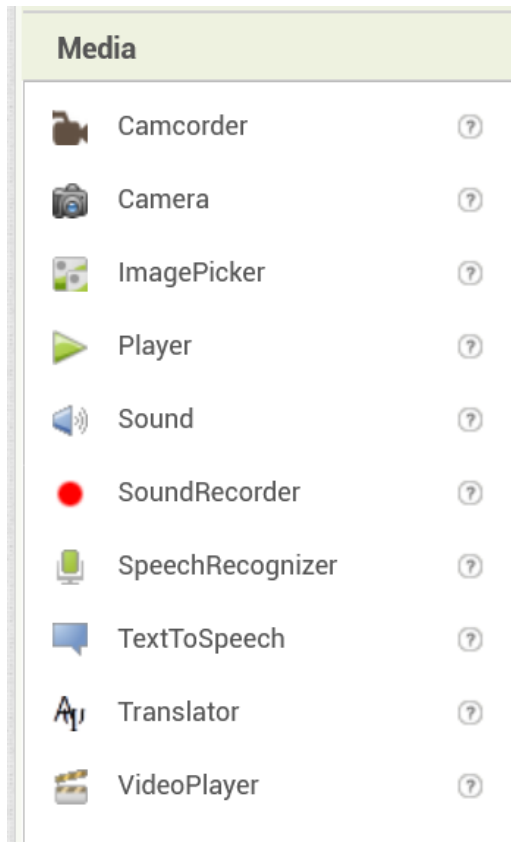 Media
Camcorder ?
Camera ?
ImagePicker ?
Player ?
Sound ?
SoundRecorder ?
SpeechRecognizer ?
TextToSpeech ?
Translator ?
VideoPlayer ?